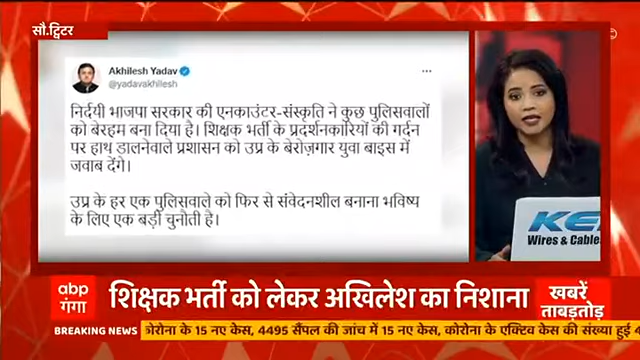 सौ.ट्विटर
Akhilesh Yadav
@yadavakhilesh
निर्दयी भाजपा सरकार की एनकाउंटर-संस्कृति ने कुछ पुलिसवालों
को बेरहम बना दिया है। शिक्षक भर्ती के प्रदर्शनकारियों की गर्दन
पर हाथ डालनेवाले प्रशासन को उप्र के बेरोज़गार युवा बाइस में
जवाब देंगे।
उप्र के हर एक पुलिसवाले को फिर से संवेदनशील बनाना भविष्य
के लिए एक बड़ी चुनौती है।
KEI
Wires & Cables
abp
गंगा
शिक्षक भर्ती को लेकर अखिलेश का निशाना
खबरें
ताबड़तोड़
BREAKING NEWS
कोरोना के 15 नए केस, 4495 सैंपल की जांच में 15 नए केस, कोरोना के एक्टिव केस की संख्या हुई